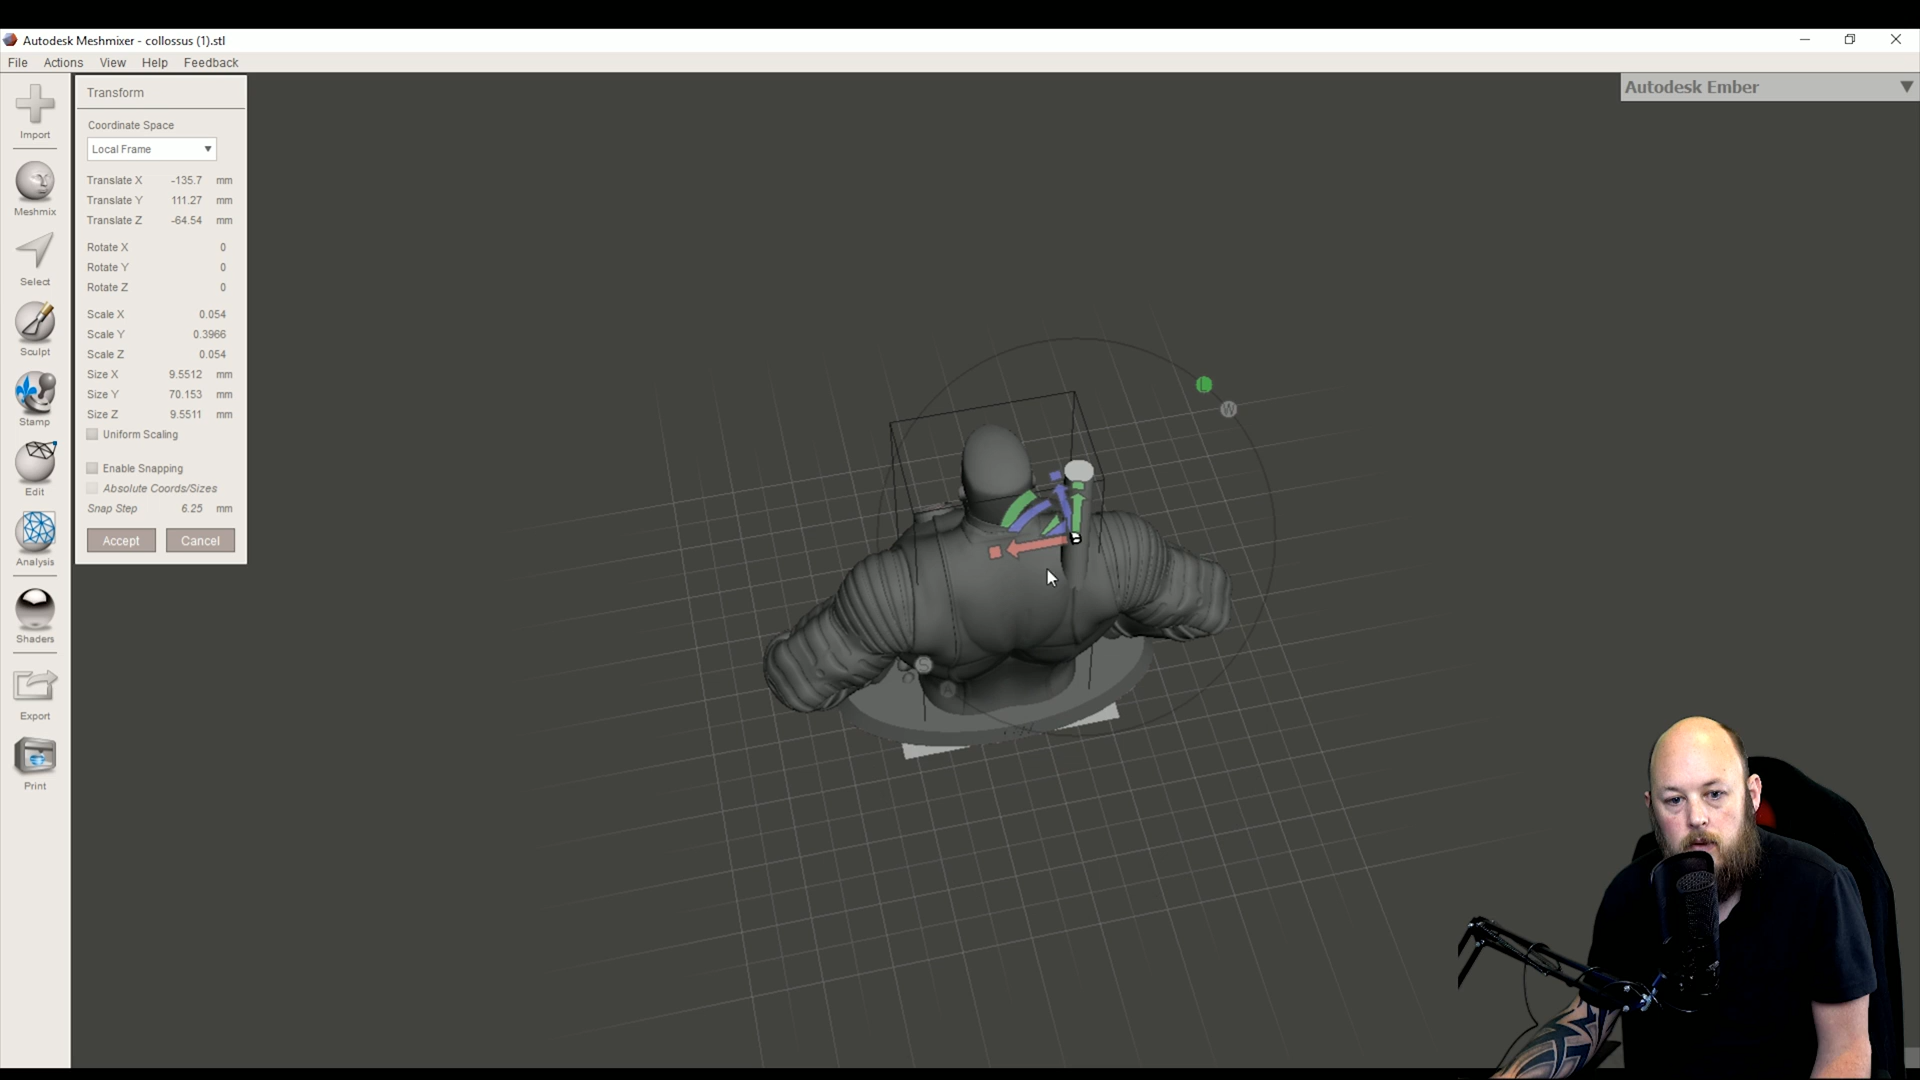 Autodesk Meshmixer - collossus (1).stl
File Actions View Help Feedback
Autodesk Ember
Import
Meshmix
Select
Sculpt
Stamp
Edit
Analysis
Shaders
Export
Print
Transform
Coordinate Space
Local Frame
Translate X -135.7 mm
Translate Y 111.27 mm
Translate Z -64.54 mm
Rotate X 0
Rotate Y 0
Rotate Z 0
Scale X 0.054
Scale Y 0.3966
Scale Z 0.054
Size X 9.5512 mm
Size Y 70.153 mm
Size Z 9.5511 mm
Uniform Scaling
Enable Snapping
Absolute Coords/Sizes
Snap Step 6.25 mm
Accept Cancel
L
W
S
A